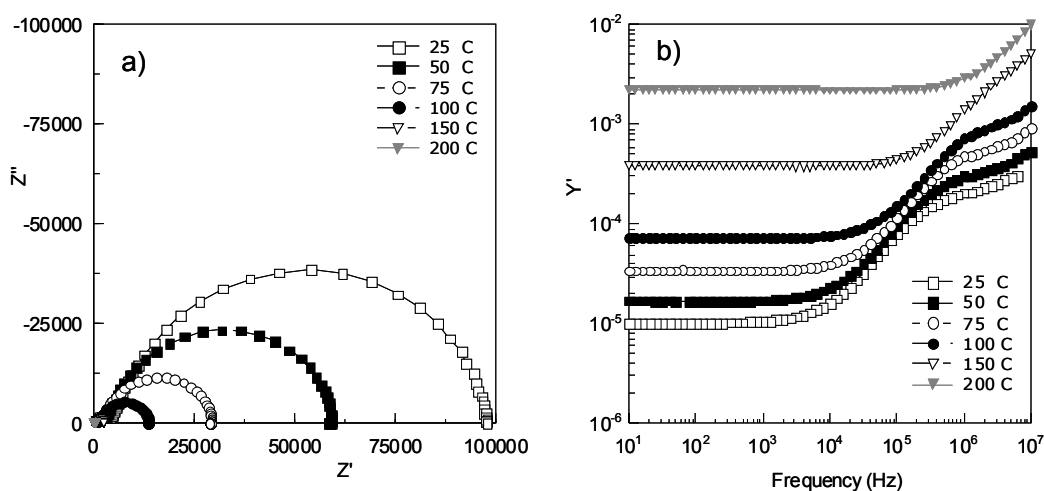 a)
-100000
-75000
-50000
-25000
0
Z''
0 25000 50000 75000 100000
Z'
25 C
50 C
75 C
100 C
150 C
200 C
b)
10⁻²
10⁻³
10⁻⁴
10⁻⁵
10⁻⁶
Y'
10¹ 10² 10³ 10⁴ 10⁵ 10⁶ 10⁷
Frequency (Hz)
25 C
50 C
75 C
100 C
150 C
200 C